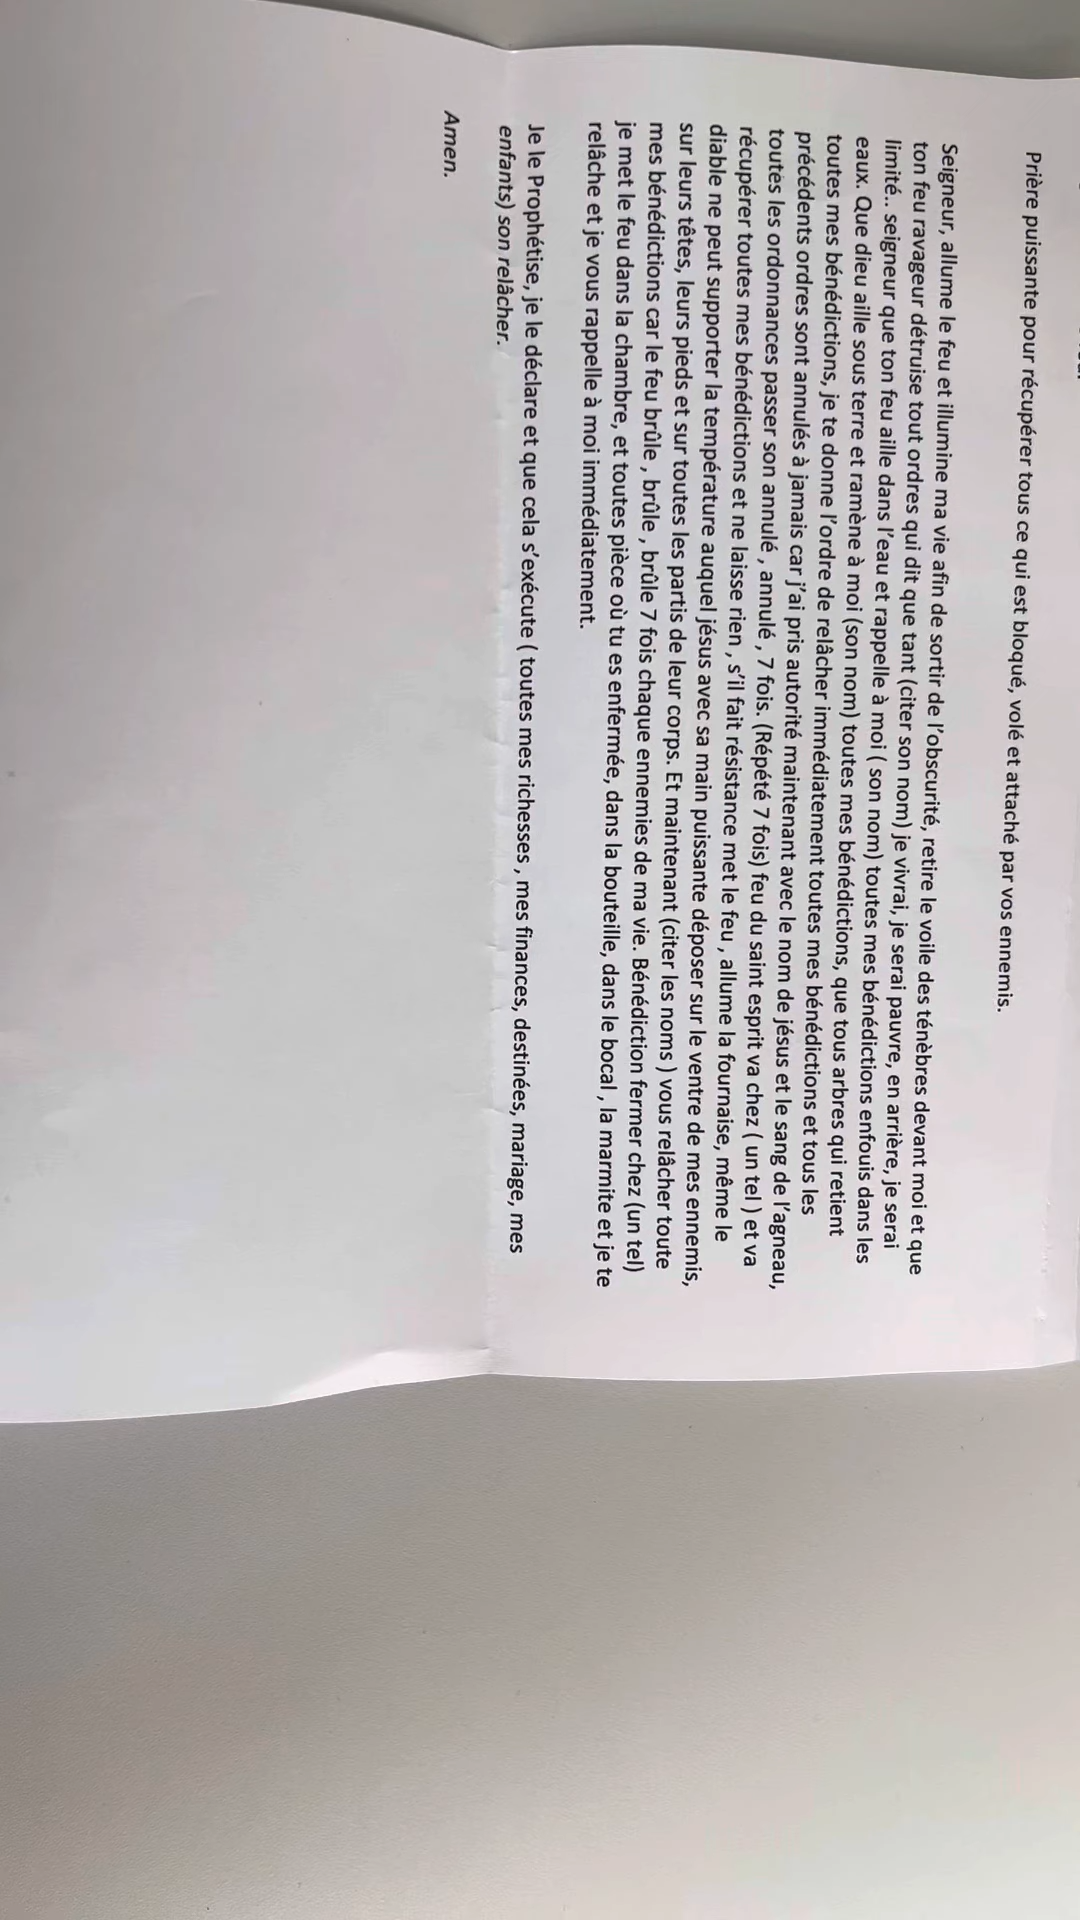 Prière puissante pour récupérer tous ce qui est bloqué, volé et attaché par vos ennemis.
Seigneur, allume le feu et illumine ma vie afin de sortir de l'obscurité, retire le voile des ténèbres devant moi et que
ton feu ravageur détruise tout ordres qui dit que tant (citer son nom) je vivrai, je serai pauvre, en arrière, je serai
limité.. seigneur que ton feu aille dans l'eau et rappelle à moi ( son nom) toutes mes bénédictions enfouis dans les
eaux. Que dieu aille sous terre et ramène à moi (son nom) toutes mes bénédictions, que tous arbres qui retient
toutes mes bénédictions, je te donne l'ordre de relâcher immédiatement toutes mes bénédictions et tous les
précédents ordres sont annulés à jamais car j'ai pris autorité maintenant avec le nom de jésus et le sang de l'agneau,
toutes les ordonnances passer son annulé , annulé , 7 fois. (Répété 7 fois) feu du saint esprit va chez ( un tel ) et va
récupérer toutes mes bénédictions et ne laisse rien , s'il fait résistance met le feu , allume la fournaise, même le
diable ne peut supporter la température auquel jésus avec sa main puissante déposer sur le ventre de mes ennemis,
sur leurs têtes, leurs pieds et sur toutes les partis de leur corps. Et maintenant (citer les noms ) vous relâcher toute
mes bénédictions car le feu brûle , brûle , brûle 7 fois chaque ennemies de ma vie. Bénédiction fermer chez (un tel)
je met le feu dans la chambre, et toutes pièce où tu es enfermée, dans la bouteille, dans le bocal , la marmite et je te
relâche et je vous rappelle à moi immédiatement.
Je le Prophétise, je le déclare et que cela s'exécute ( toutes mes richesses , mes finances, destinées, mariage, mes
enfants) son relâcher.
Amen.